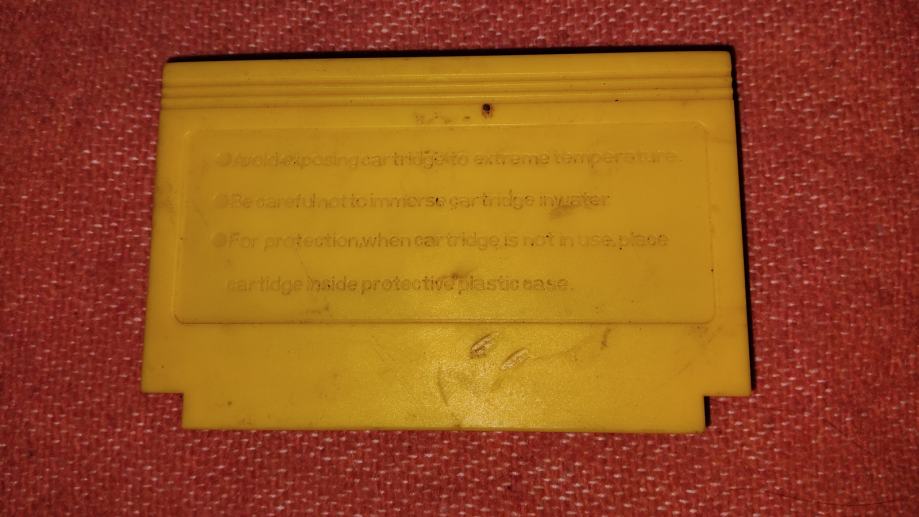 ●Avoid exposing cartridge to extreme temperature.
●Be careful not to immerse cartridge in water
●For protection, when cartridge, is not in use, place
cartidge inside protective plastic case.